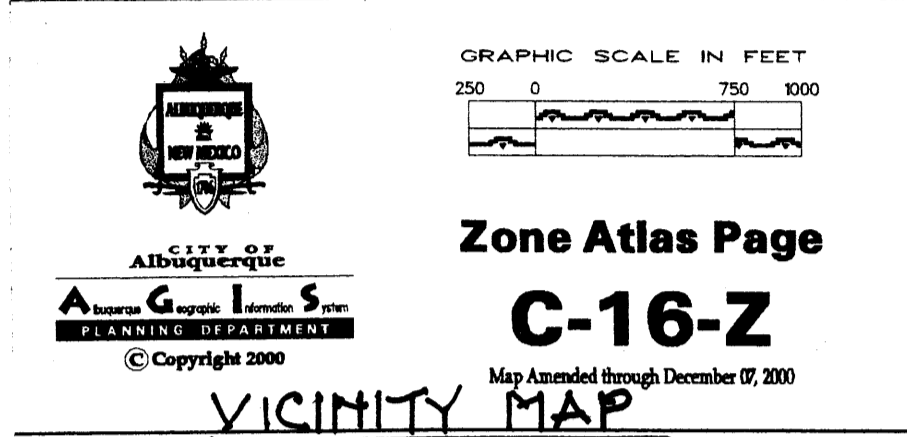 ALBUQUERQUE
NEW MEXICO
1706
CITY OF
Albuquerque
Albuquerque Geographic Information System
PLANNING DEPARTMENT
© Copyright 2000
GRAPHIC SCALE IN FEET
250 0 750 1000
Zone Atlas Page
C-16-Z
Map Amended through December 07, 2000
VICINITY MAP